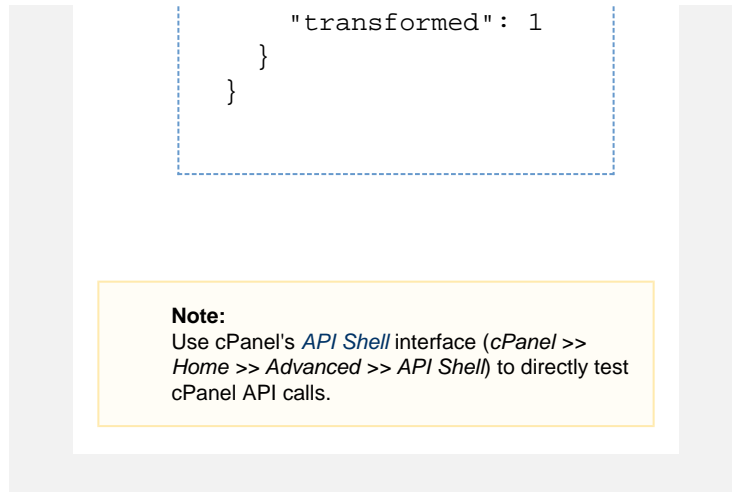 "transformed": 1
}
}
Note:
Use cPanel's API Shell interface (cPanel >>
Home >> Advanced >> API Shell) to directly test
cPanel API calls.